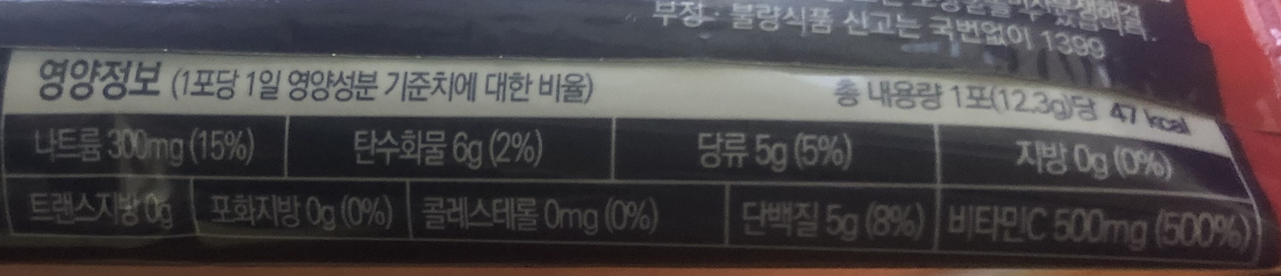 부정·불량식품 신고는 국번없이 1399
영양정보 (1포당 1일 영양성분 기준치에 대한 비율) 총 내용량 1포(12.3g)당 47 kcal
나트륨 300mg (15%) 탄수화물 6g (2%) 당류 5g (5%) 지방 0g (0%)
트랜스지방 0g 포화지방 0g (0%) 콜레스테롤 0mg (0%) 단백질 5g (8%) 비타민C 500mg (500%)